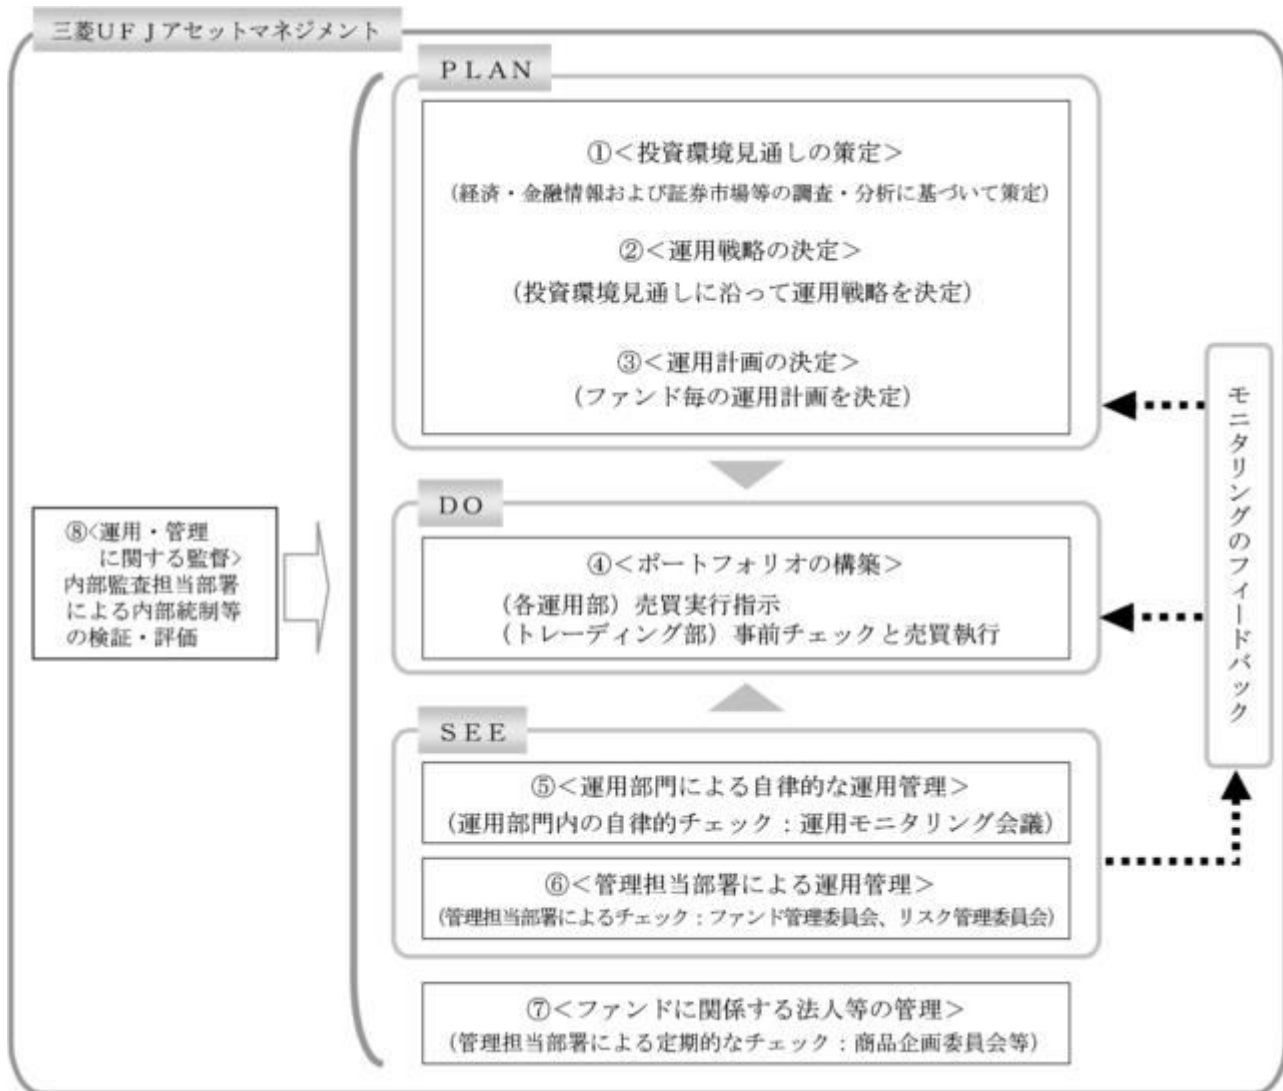 三菱ＵＦＪアセットマネジメント
ＰＬＡＮ
①＜投資環境見通しの策定＞
（経済・金融情報および証券市場等の調査・分析に基づいて策定）
②＜運用戦略の決定＞
（投資環境見通しに沿って運用戦略を決定）
③＜運用計画の決定＞
（ファンド毎の運用計画を決定）
ＤＯ
④＜ポートフォリオの構築＞
（各運用部）売買実行指示
（トレーディング部）事前チェックと売買執行
ＳＥＥ
⑤＜運用部門による自律的な運用管理＞
（運用部門内の自律的チェック：運用モニタリング会議）
⑥＜管理担当部署による運用管理＞
（管理担当部署によるチェック：ファンド管理委員会、リスク管理委員会）
⑦＜ファンドに関係する法人等の管理＞
（管理担当部署による定期的なチェック：商品企画委員会等）
⑧＜運用・管理
に関する監督＞
内部監査担当部署
による内部統制等
の検証・評価
モニタリングのフィードバック